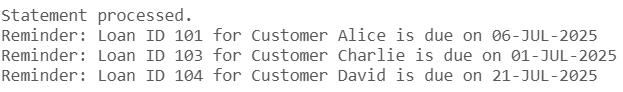 Statement processed.
Reminder: Loan ID 101 for Customer Alice is due on 06-JUL-2025
Reminder: Loan ID 103 for Customer Charlie is due on 01-JUL-2025
Reminder: Loan ID 104 for Customer David is due on 21-JUL-2025